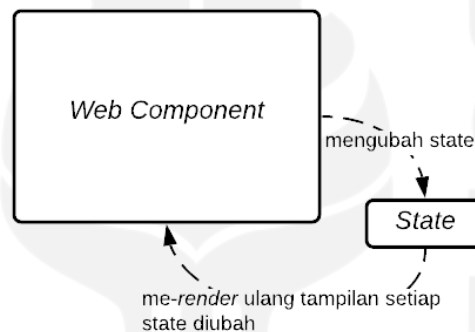 Web Component
mengubah state
State
me-render ulang tampilan setiap
state diubah